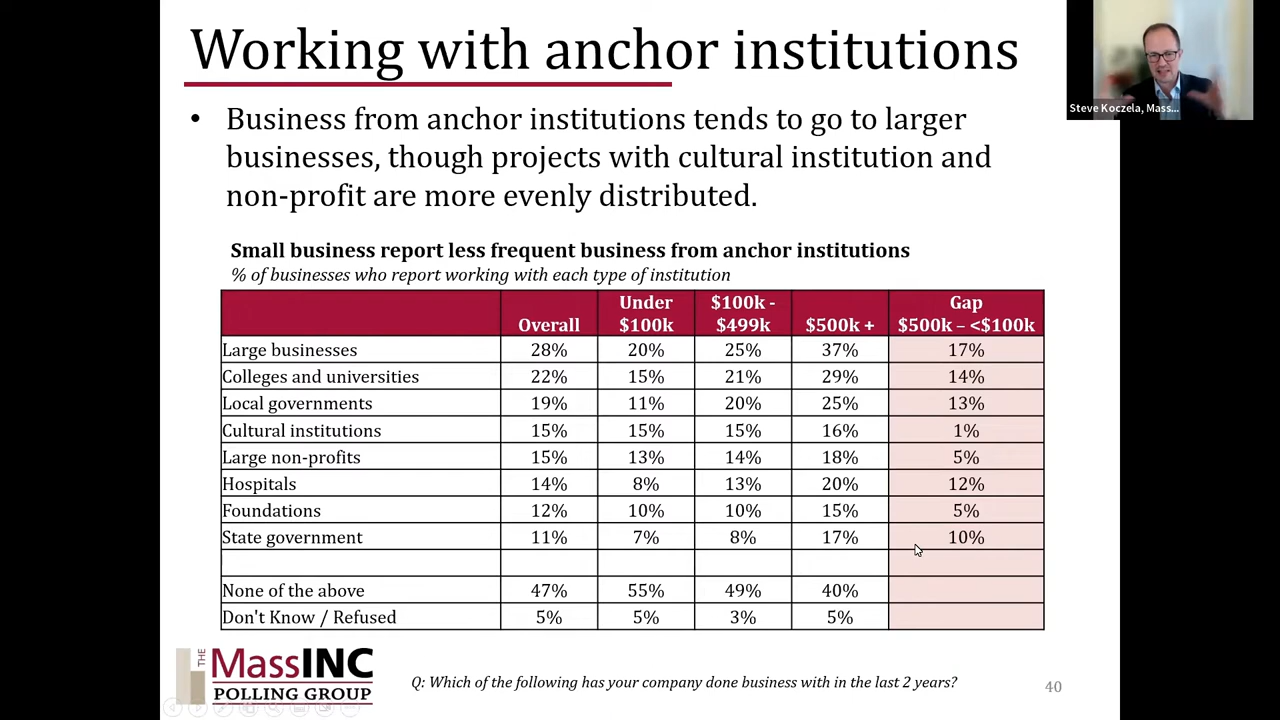 Working with anchor institutions
Steve Koczela, Mass...
• Business from anchor institutions tends to go to larger
businesses, though projects with cultural institution and
non-profit are more evenly distributed.
Small business report less frequent business from anchor institutions
% of businesses who report working with each type of institution
Overall Under $100k $100k - $499k $500k + Gap $500k – <$100k
Large businesses 28% 20% 25% 37% 17%
Colleges and universities 22% 15% 21% 29% 14%
Local governments 19% 11% 20% 25% 13%
Cultural institutions 15% 15% 15% 16% 1%
Large non-profits 15% 13% 14% 18% 5%
Hospitals 14% 8% 13% 20% 12%
Foundations 12% 10% 10% 15% 5%
State government 11% 7% 8% 17% 10%
None of the above 47% 55% 49% 40%
Don't Know / Refused 5% 5% 3% 5%
THE MassINC
POLLING GROUP
Q: Which of the following has your company done business with in the last 2 years?
40